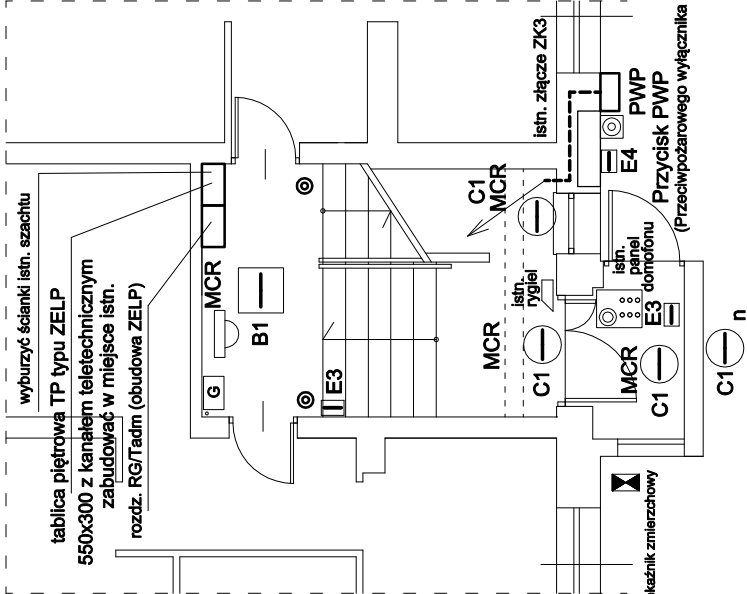 wyburzyć ścianki istn. szachtu
tablica piętrowa TP typu ZELP
550x300 z kanałem teletechnicznym
zabudować w miejsce istn.
rozdz. RG/Tadm (obudowa ZELP)
MCR
B1
G
E3
C1
MCR
MCR
istn.
rygiel
C1
istn. złącze ZK3
PWP
Przycisk PWP
(Przeciwpożarowego wyłącznika
E4
istn.
panel
domofonu
E3
MCR
C1
C1
n
kaźnik zmierzchowy